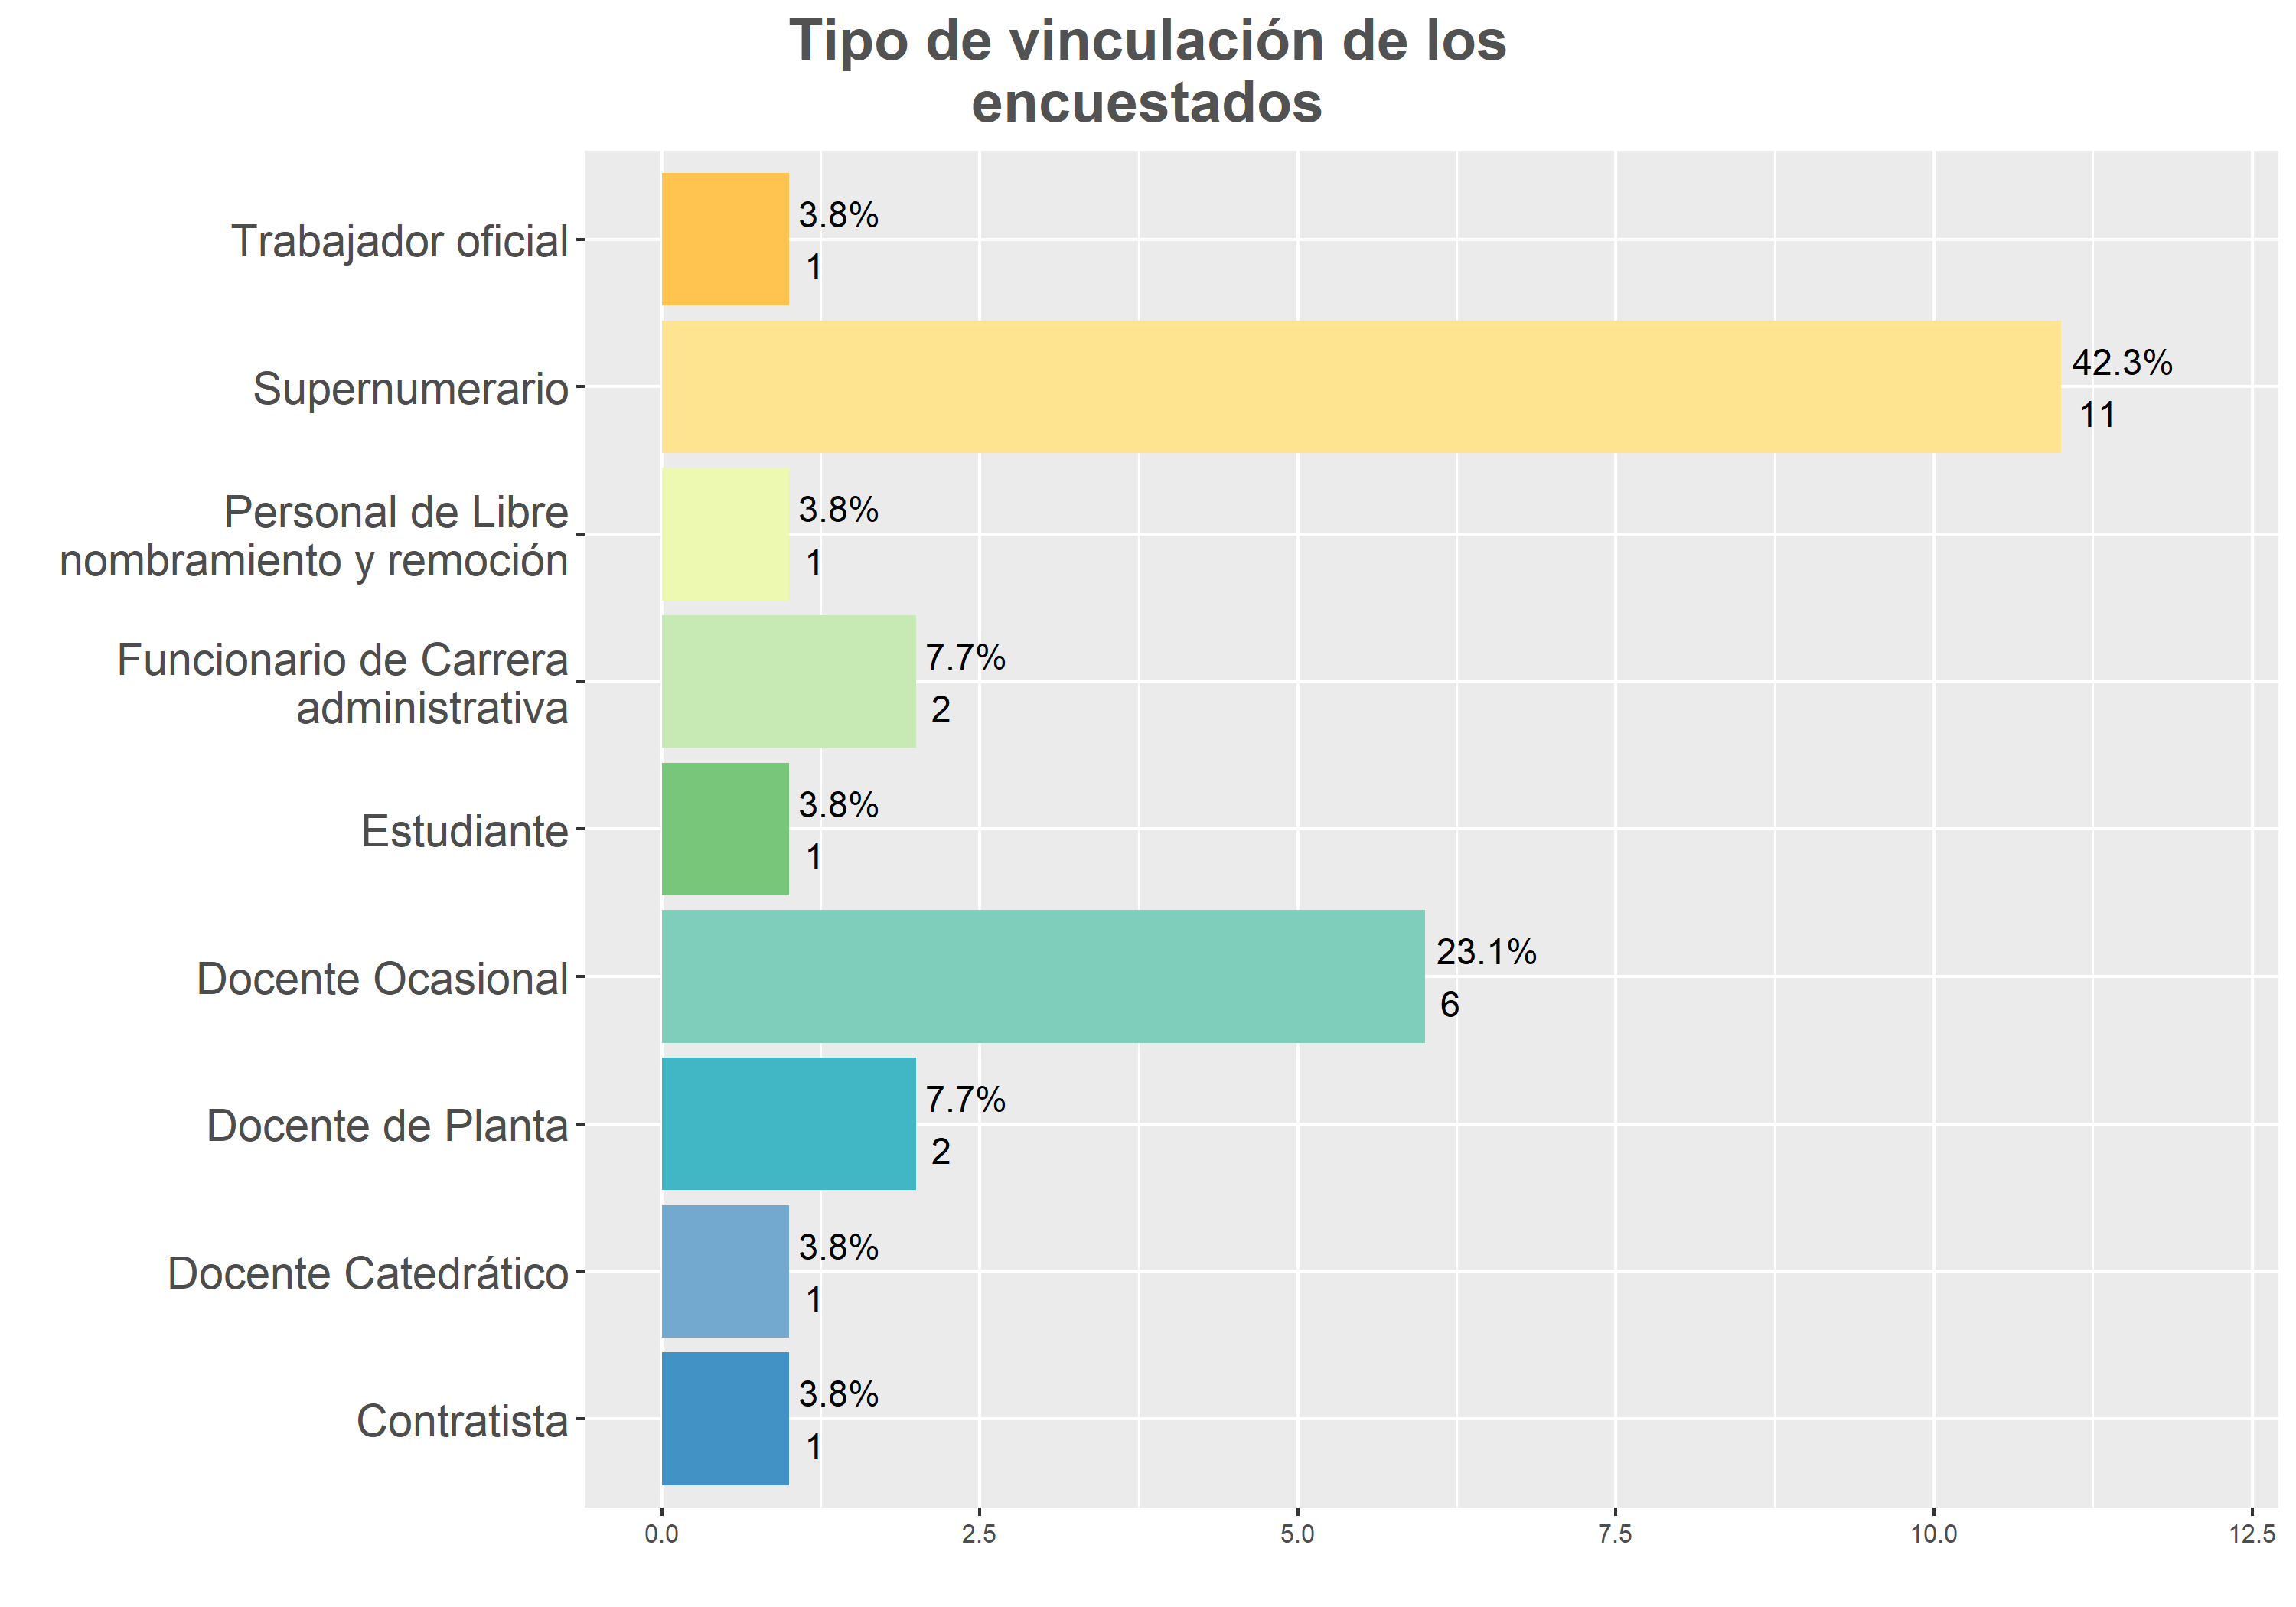 Tipo de vinculación de los
encuestados
Trabajador oficial
3.8%
1
Supernumerario
42.3%
11
Personal de Libre
nombramiento y remoción
3.8%
1
Funcionario de Carrera
administrativa
7.7%
2
Estudiante
3.8%
1
Docente Ocasional
23.1%
6
Docente de Planta
7.7%
2
Docente Catedrático
3.8%
1
Contratista
3.8%
1
0.0 2.5 5.0 7.5 10.0 12.5